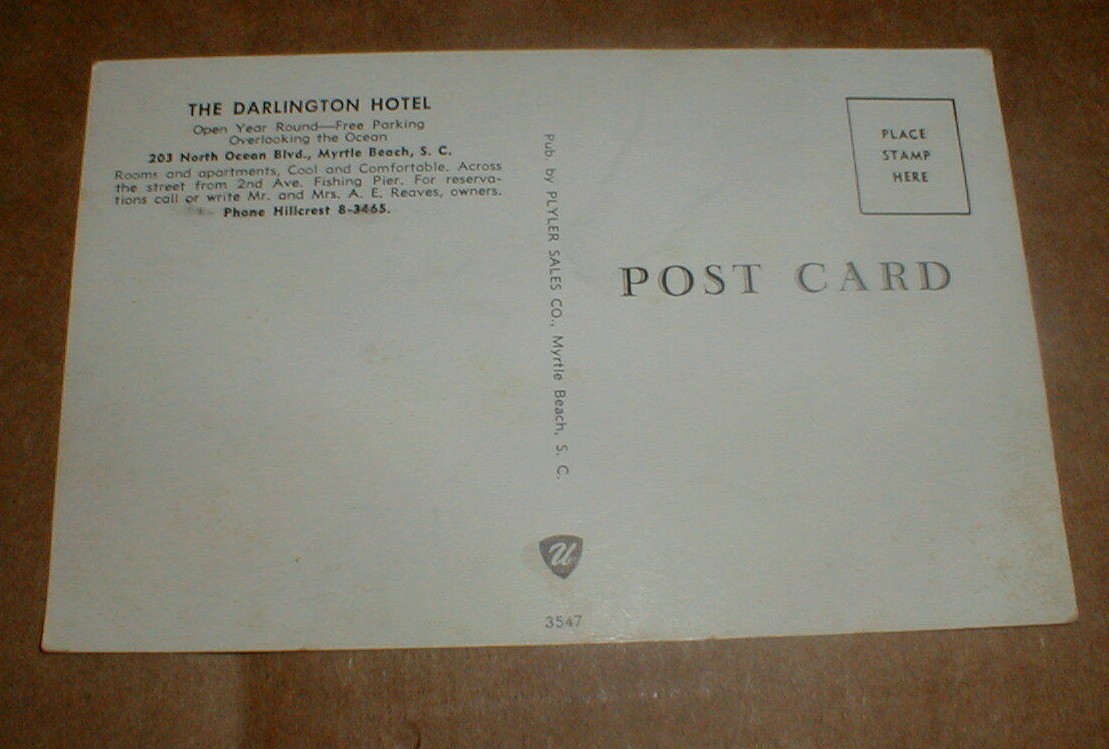 THE DARLINGTON HOTEL
Open Year Round—Free Parking
Overlooking the Ocean
203 North Ocean Blvd., Myrtle Beach, S. C.
Rooms and apartments, Cool and Comfortable. Across
the street from 2nd Ave. Fishing Pier. For reserva-
tions call or write Mr. and Mrs. A. E. Reaves, owners.
Phone Hillcrest 8-3465.
Pub. by PLYLER SALES CO., Myrtle Beach, S. C.
PLACE
STAMP
HERE
POST CARD
U
3547